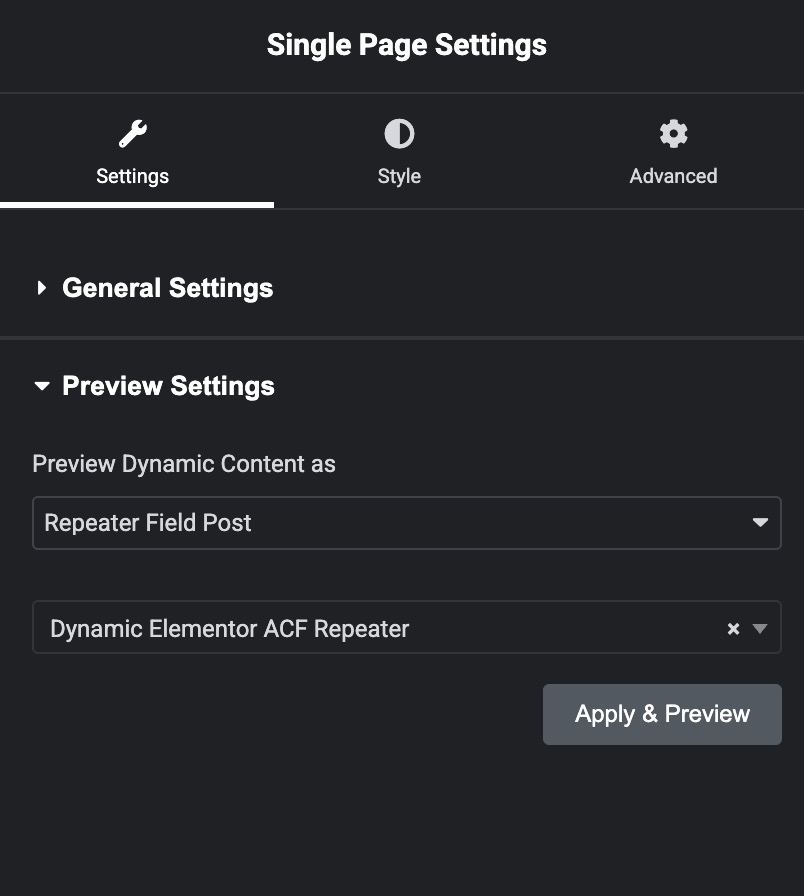 Single Page Settings
Settings
Style
Advanced
General Settings
Preview Settings
Preview Dynamic Content as
Repeater Field Post
Dynamic Elementor ACF Repeater
Apply & Preview